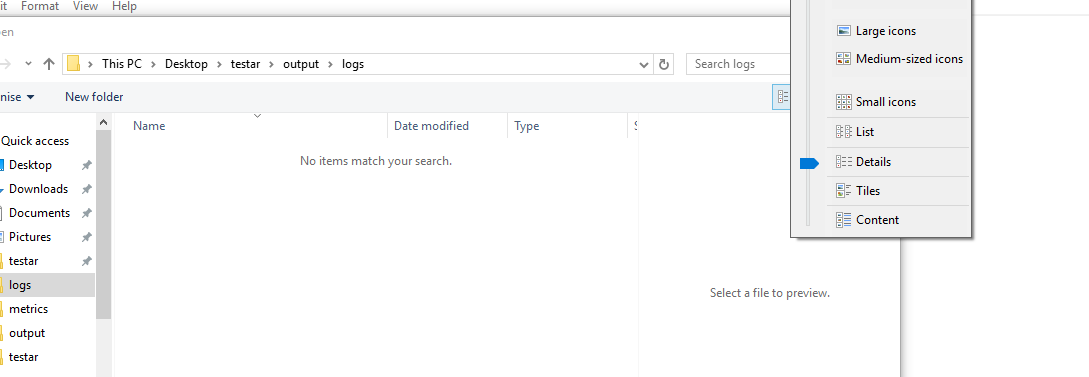 it Format View Help
en
This PC Desktop testar output logs
Search logs
nise New folder
Name Date modified Type S
No items match your search.
Quick access
Desktop
Downloads
Documents
Pictures
testar
logs
metrics
output
testar
Select a file to preview.
Large icons
Medium-sized icons
Small icons
List
Details
Tiles
Content